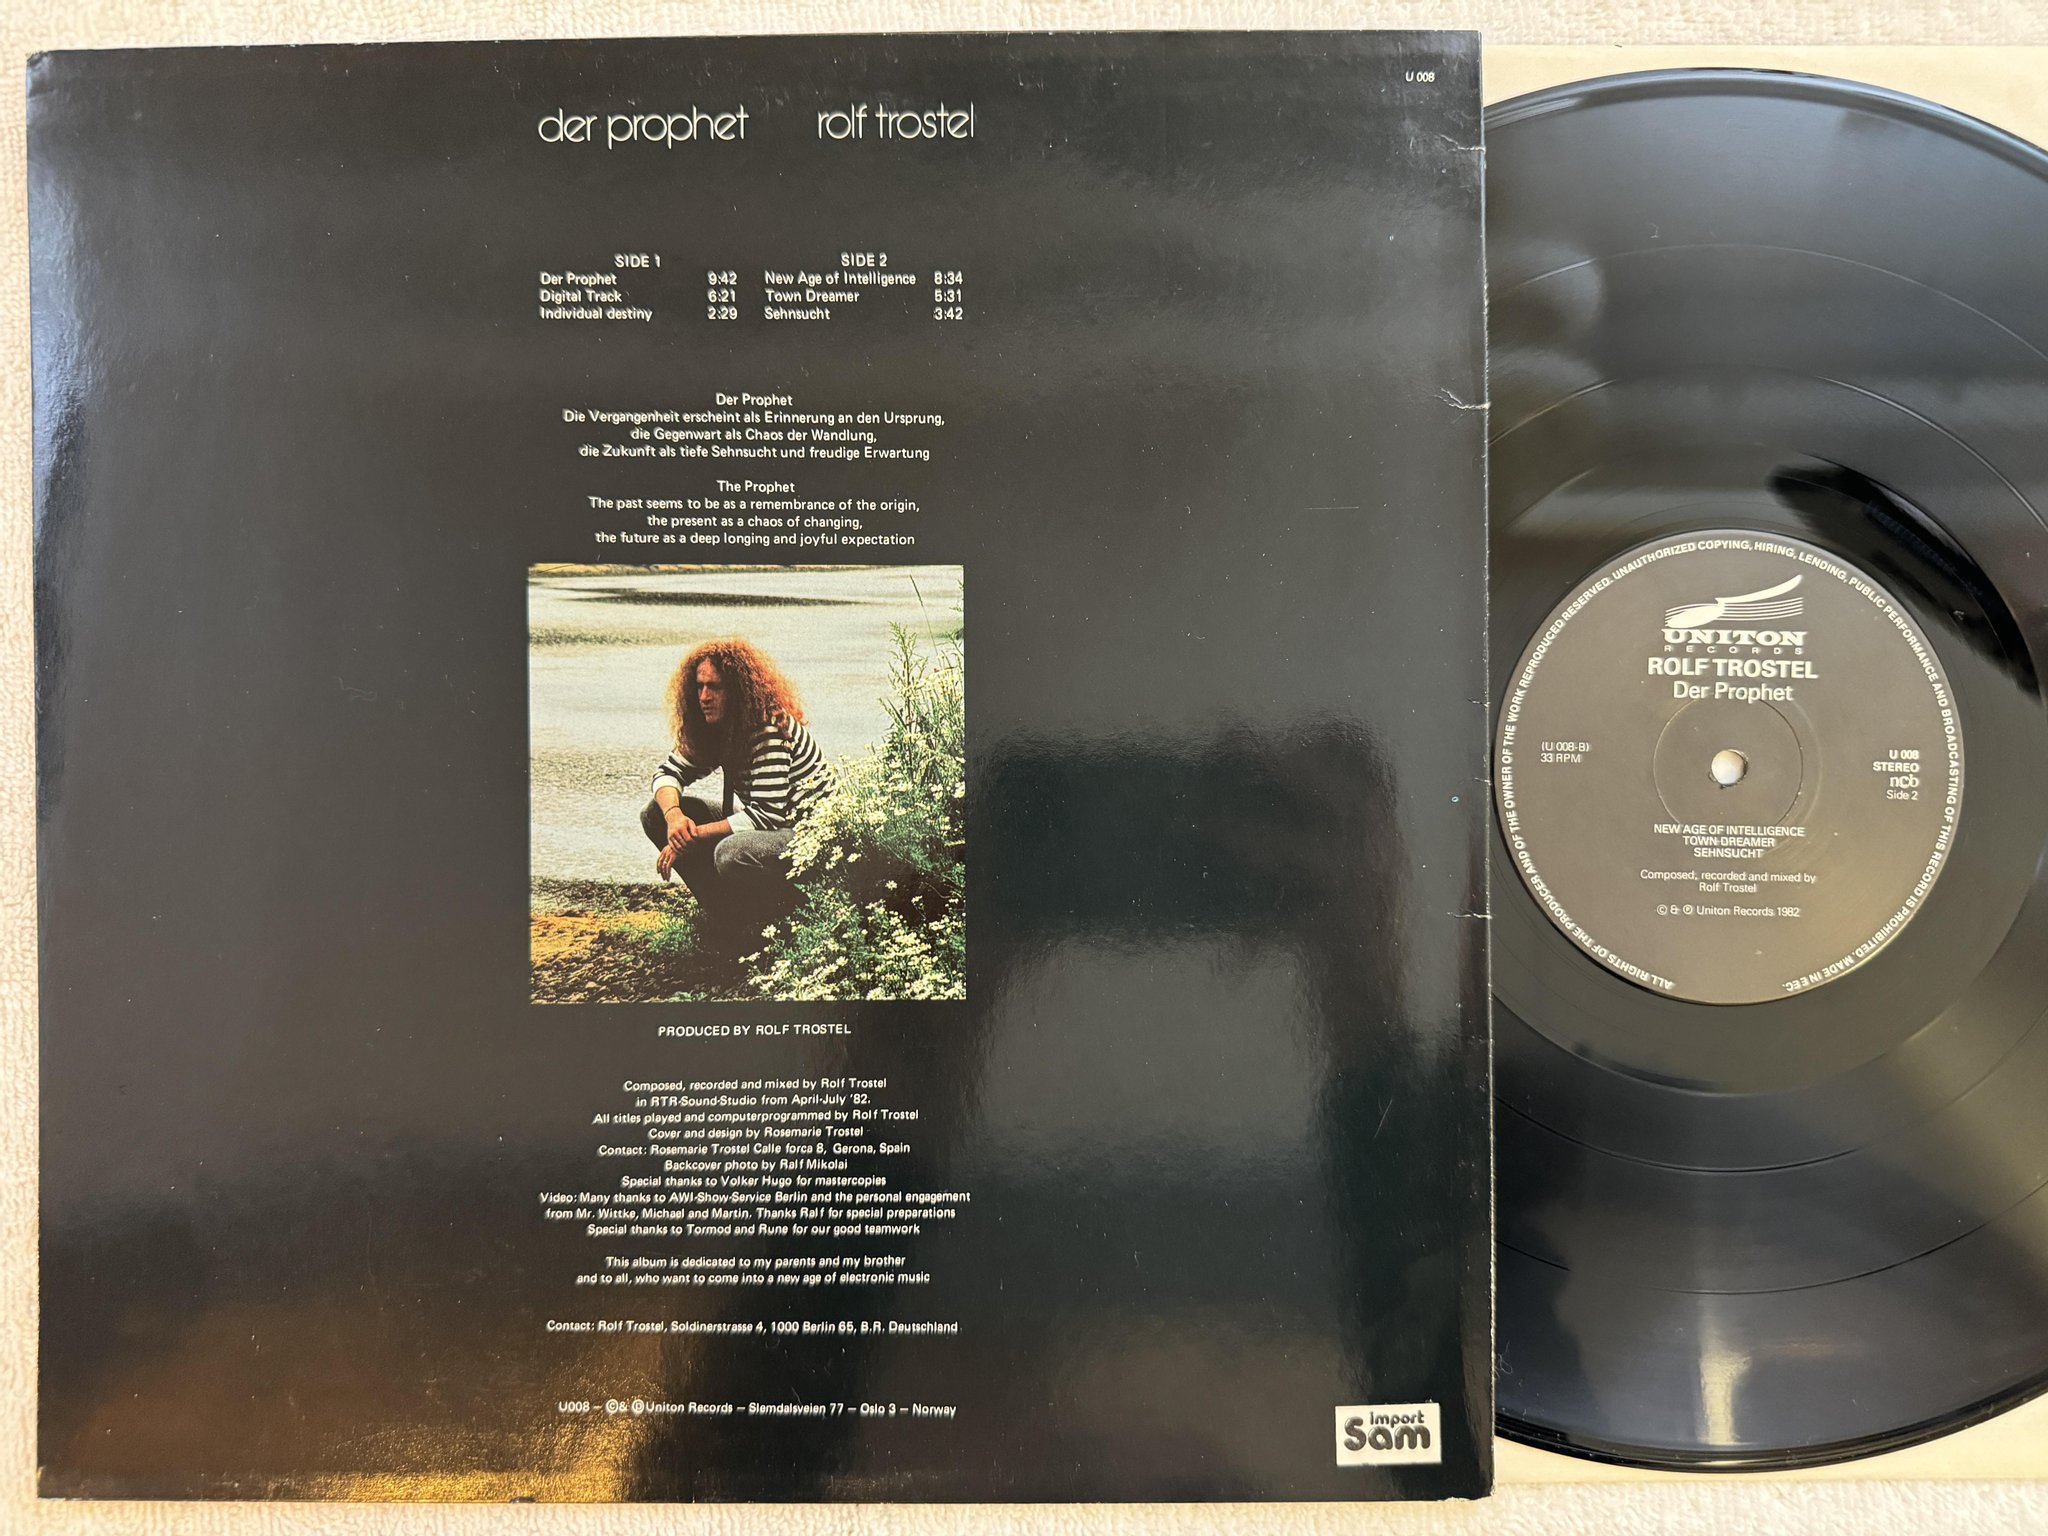 U 008
der prophet rolf trostel
SIDE 1
Der Prophet 9:42
Digital Track 6:21
Individual destiny 2:29
SIDE 2
New Age of Intelligence 8:34
Town Dreamer 5:31
Sehnsucht 3:42
Der Prophet
Die Vergangenheit erscheint als Erinnerung an den Ursprung,
die Gegenwart als Chaos der Wandlung,
die Zukunft als tiefe Sehnsucht und freudige Erwartung
The Prophet
The past seems to be as a remembrance of the origin,
the present as a chaos of changing,
the future as a deep longing and joyful expectation
PRODUCED BY ROLF TROSTEL
Composed, recorded and mixed by Rolf Trostel
in RTR-Sound-Studio from April-July '82.
All titles played and computerprogrammed by Rolf Trostel
Cover and design by Rosemarie Trostel
Contact: Rosemarie Trostel Calle forca 8, Gerona, Spain
Backcover photo by Ralf Mikolai
Special thanks to Volker Hugo for mastercopies
Video: Many thanks to AWI-Show-Service Berlin and the personal engagement
from Mr. Wittke, Michael and Martin. Thanks Ralf for special preparations
Special thanks to Tormod and Rune for our good teamwork
This album is dedicated to my parents and my brother
and to all, who want to come into a new age of electronic music
Contact: Rolf Trostel, Soldinerstrasse 4, 1000 Berlin 65, B.R. Deutschland
U008 – ©& ℗Uniton Records – Slemdalsveien 77 – Oslo 3 – Norway
import
Sam
ALL RIGHTS OF THE PRODUCER AND OF THE OWNER OF THE WORK REPRODUCED RESERVED. UNAUTHORIZED COPYING, HIRING, LENDING, PUBLIC PERFORMANCE AND BROADCASTING OF THIS RECORD IS PROHIBITED. MADE IN EEC.
UNITON
RECORDS
ROLF TROSTEL
Der Prophet
(U 008-B)
33 RPM
U 008
STEREO
ncb
Side 2
NEW AGE OF INTELLIGENCE
TOWN DREAMER
SEHNSUCHT
Composed, recorded and mixed by
Rolf Trostel
© & ℗ Uniton Records 1982